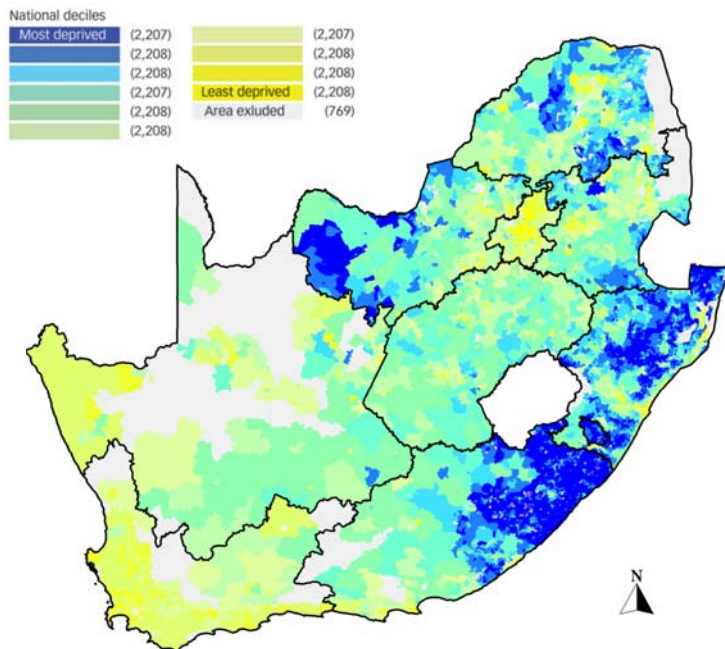 National deciles
Most deprived (2,207)
(2,208)
(2,208)
(2,207)
(2,208)
(2,208)
(2,207)
(2,208)
(2,208)
Least deprived (2,208)
Area exluded (769)
N